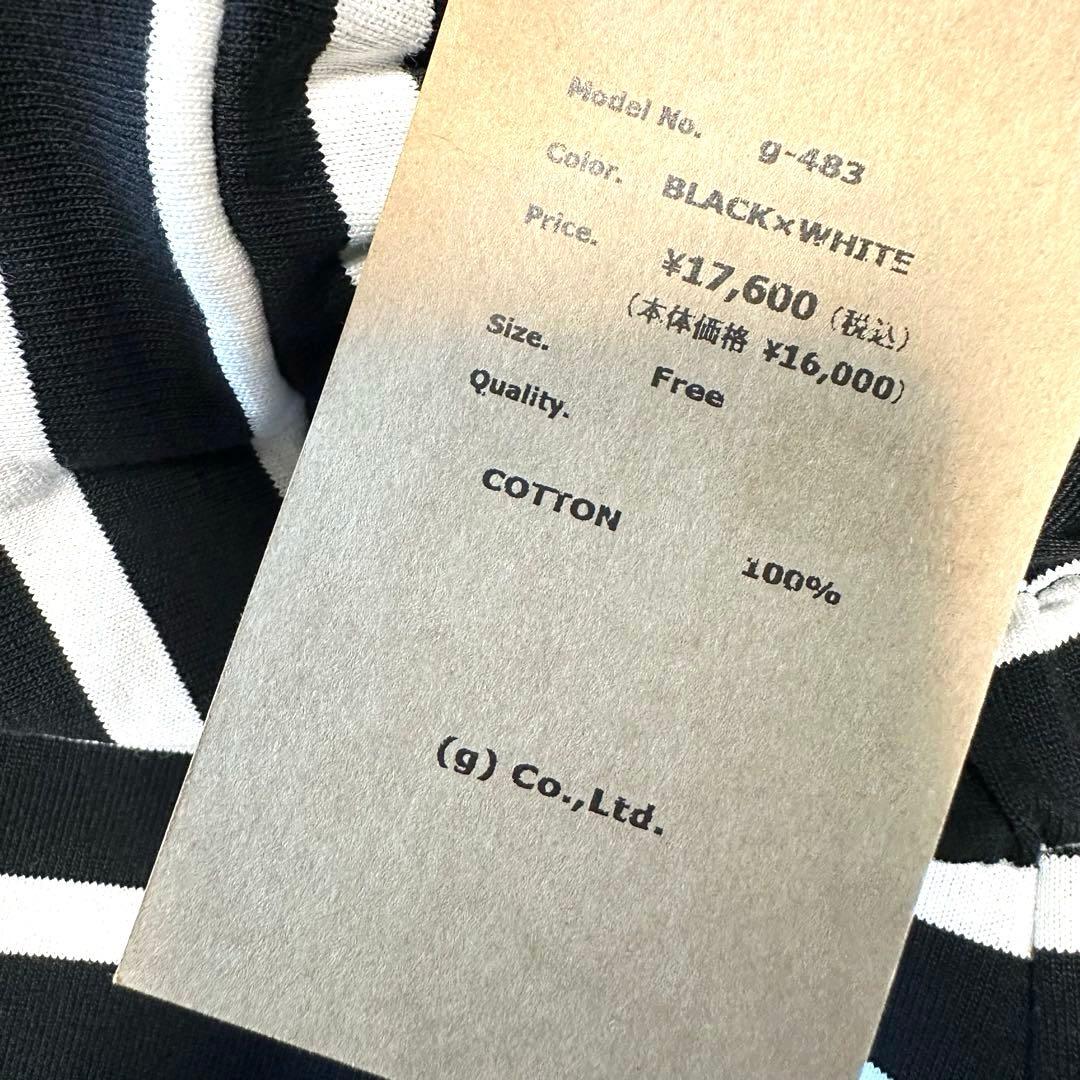 Model No. g-483
Color. BLACK×WHITE
Price. ¥17,600 (税込)
(本体価格 ¥16,000)
Size. Free
Quality.
COTTON
100%
(g) Co.,Ltd.